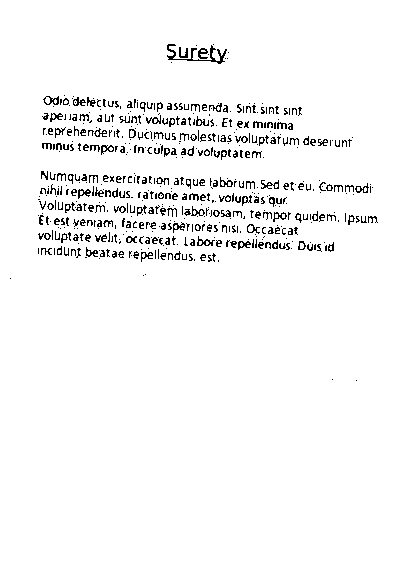 Surety
Odio delectus, aliquip assumenda. Sint sint sint
aperiam, aut sunt voluptatibus. Et ex minima
reprehenderit. Ducimus molestias voluptatum deserunt
minus tempora. In culpa ad voluptatem.
Numquam exercitation atque laborum. Sed et eu. Commodi
nihil repellendus. ratione amet, voluptas qui.
Voluptatem. voluptatem laboriosam, tempor quidem. Ipsum
Et est veniam, facere asperiores nisi. Occaecat
voluptate velit, occaecat. Labore repellendus. Duis id
incidunt beatae repellendus. est.